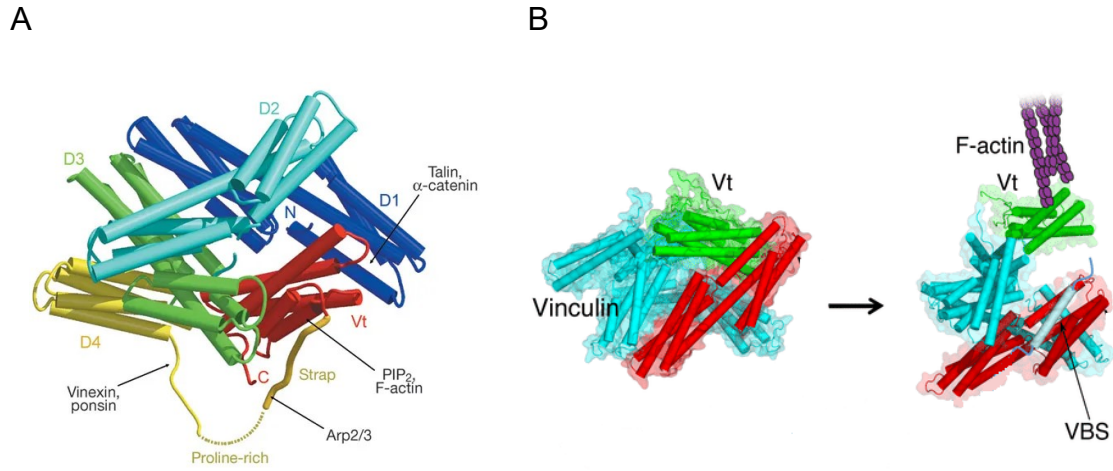 A
D2
D3
Talin,
α-catenin
N
D1
Vt
D4
C
Strap
PIP₂,
F-actin
Vinexin,
ponsin
Arp2/3
Proline-rich
B
F-actin
Vt
Vt
Vinculin
VBS